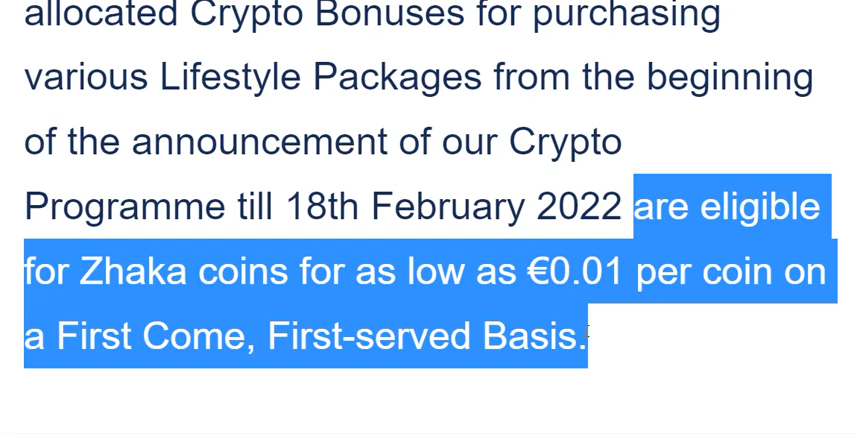 allocated Crypto Bonuses for purchasing
various Lifestyle Packages from the beginning
of the announcement of our Crypto
Programme till 18th February 2022 are eligible
for Zhaka coins for as low as €0.01 per coin on
a First Come, First-served Basis.